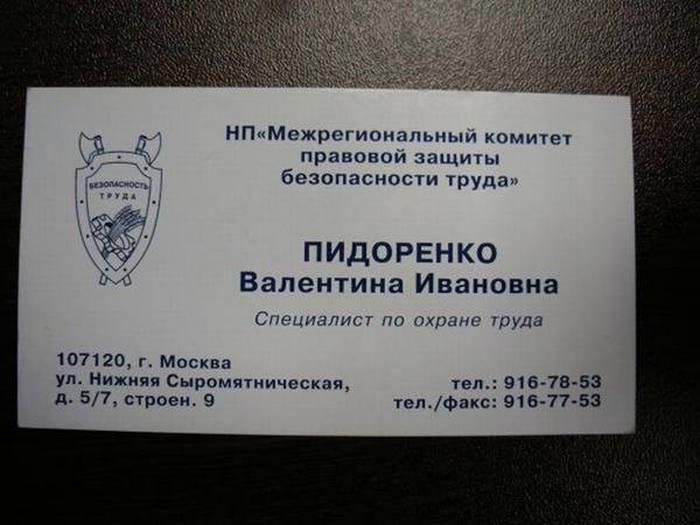 НП«Межрегиональный комитет
правовой защиты
безопасности труда»
БЕЗОПАСНОСТЬ
ТРУДА
ПИДОРЕНКО
Валентина Ивановна
Специалист по охране труда
107120, г. Москва
ул. Нижняя Сыромятническая,
д. 5/7, строен. 9
тел.: 916-78-53
тел./факс: 916-77-53